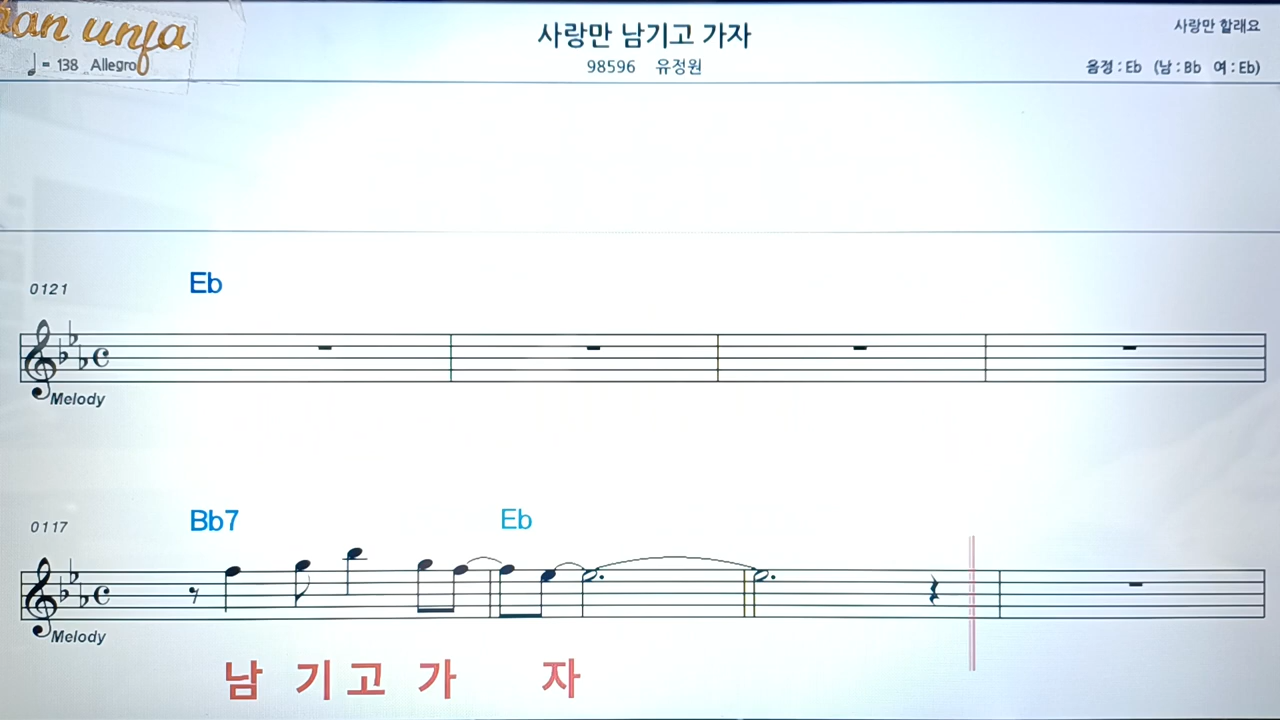 사랑만 남기고 가자
사랑만 할래요
= 138 Allegro
98596 유정원
음정 : Eb (남 : Bb 여 : Eb)
0121
Eb
Melody
0117
Bb7 Eb
Melody
남 기 고 가 자